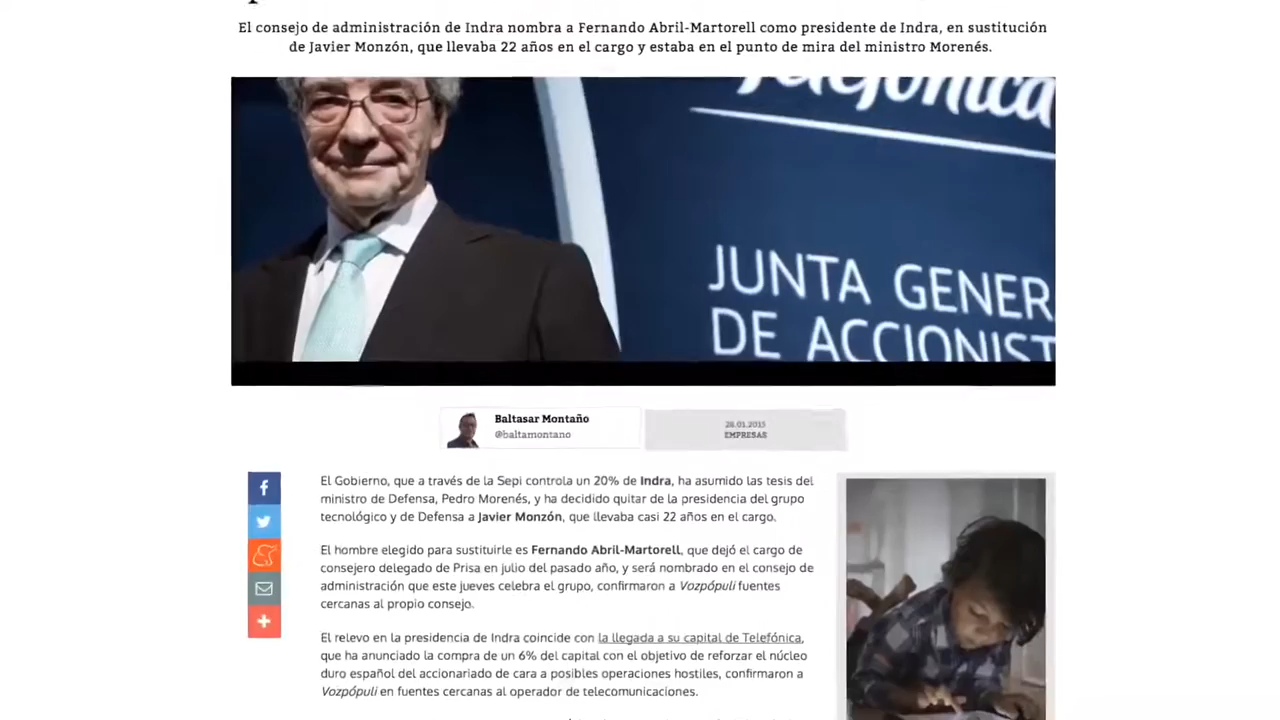 El consejo de administración de Indra nombra a Fernando Abril-Martorell como presidente de Indra, en sustitución
de Javier Monzón, que llevaba 22 años en el cargo y estaba en el punto de mira del ministro Morenés.
Telefónica
JUNTA GENER
DE ACCIONIST
Baltasar Montaño
@baltamontano
28.01.2015
EMPRESAS
El Gobierno, que a través de la Sepi controla un 20% de Indra, ha asumido las tesis del
ministro de Defensa, Pedro Morenés, y ha decidido quitar de la presidencia del grupo
tecnológico y de Defensa a Javier Monzón, que llevaba casi 22 años en el cargo.
El hombre elegido para sustituirle es Fernando Abril-Martorell, que dejó el cargo de
consejero delegado de Prisa en julio del pasado año, y será nombrado en el consejo de
administración que este jueves celebra el grupo, confirmaron a Vozpópuli fuentes
cercanas al propio consejo.
El relevo en la presidencia de Indra coincide con la llegada a su capital de Telefónica,
que ha anunciado la compra de un 6% del capital con el objetivo de reforzar el núcleo
duro español del accionariado de cara a posibles operaciones hostiles, confirmaron a
Vozpópuli en fuentes cercanas al operador de telecomunicaciones.